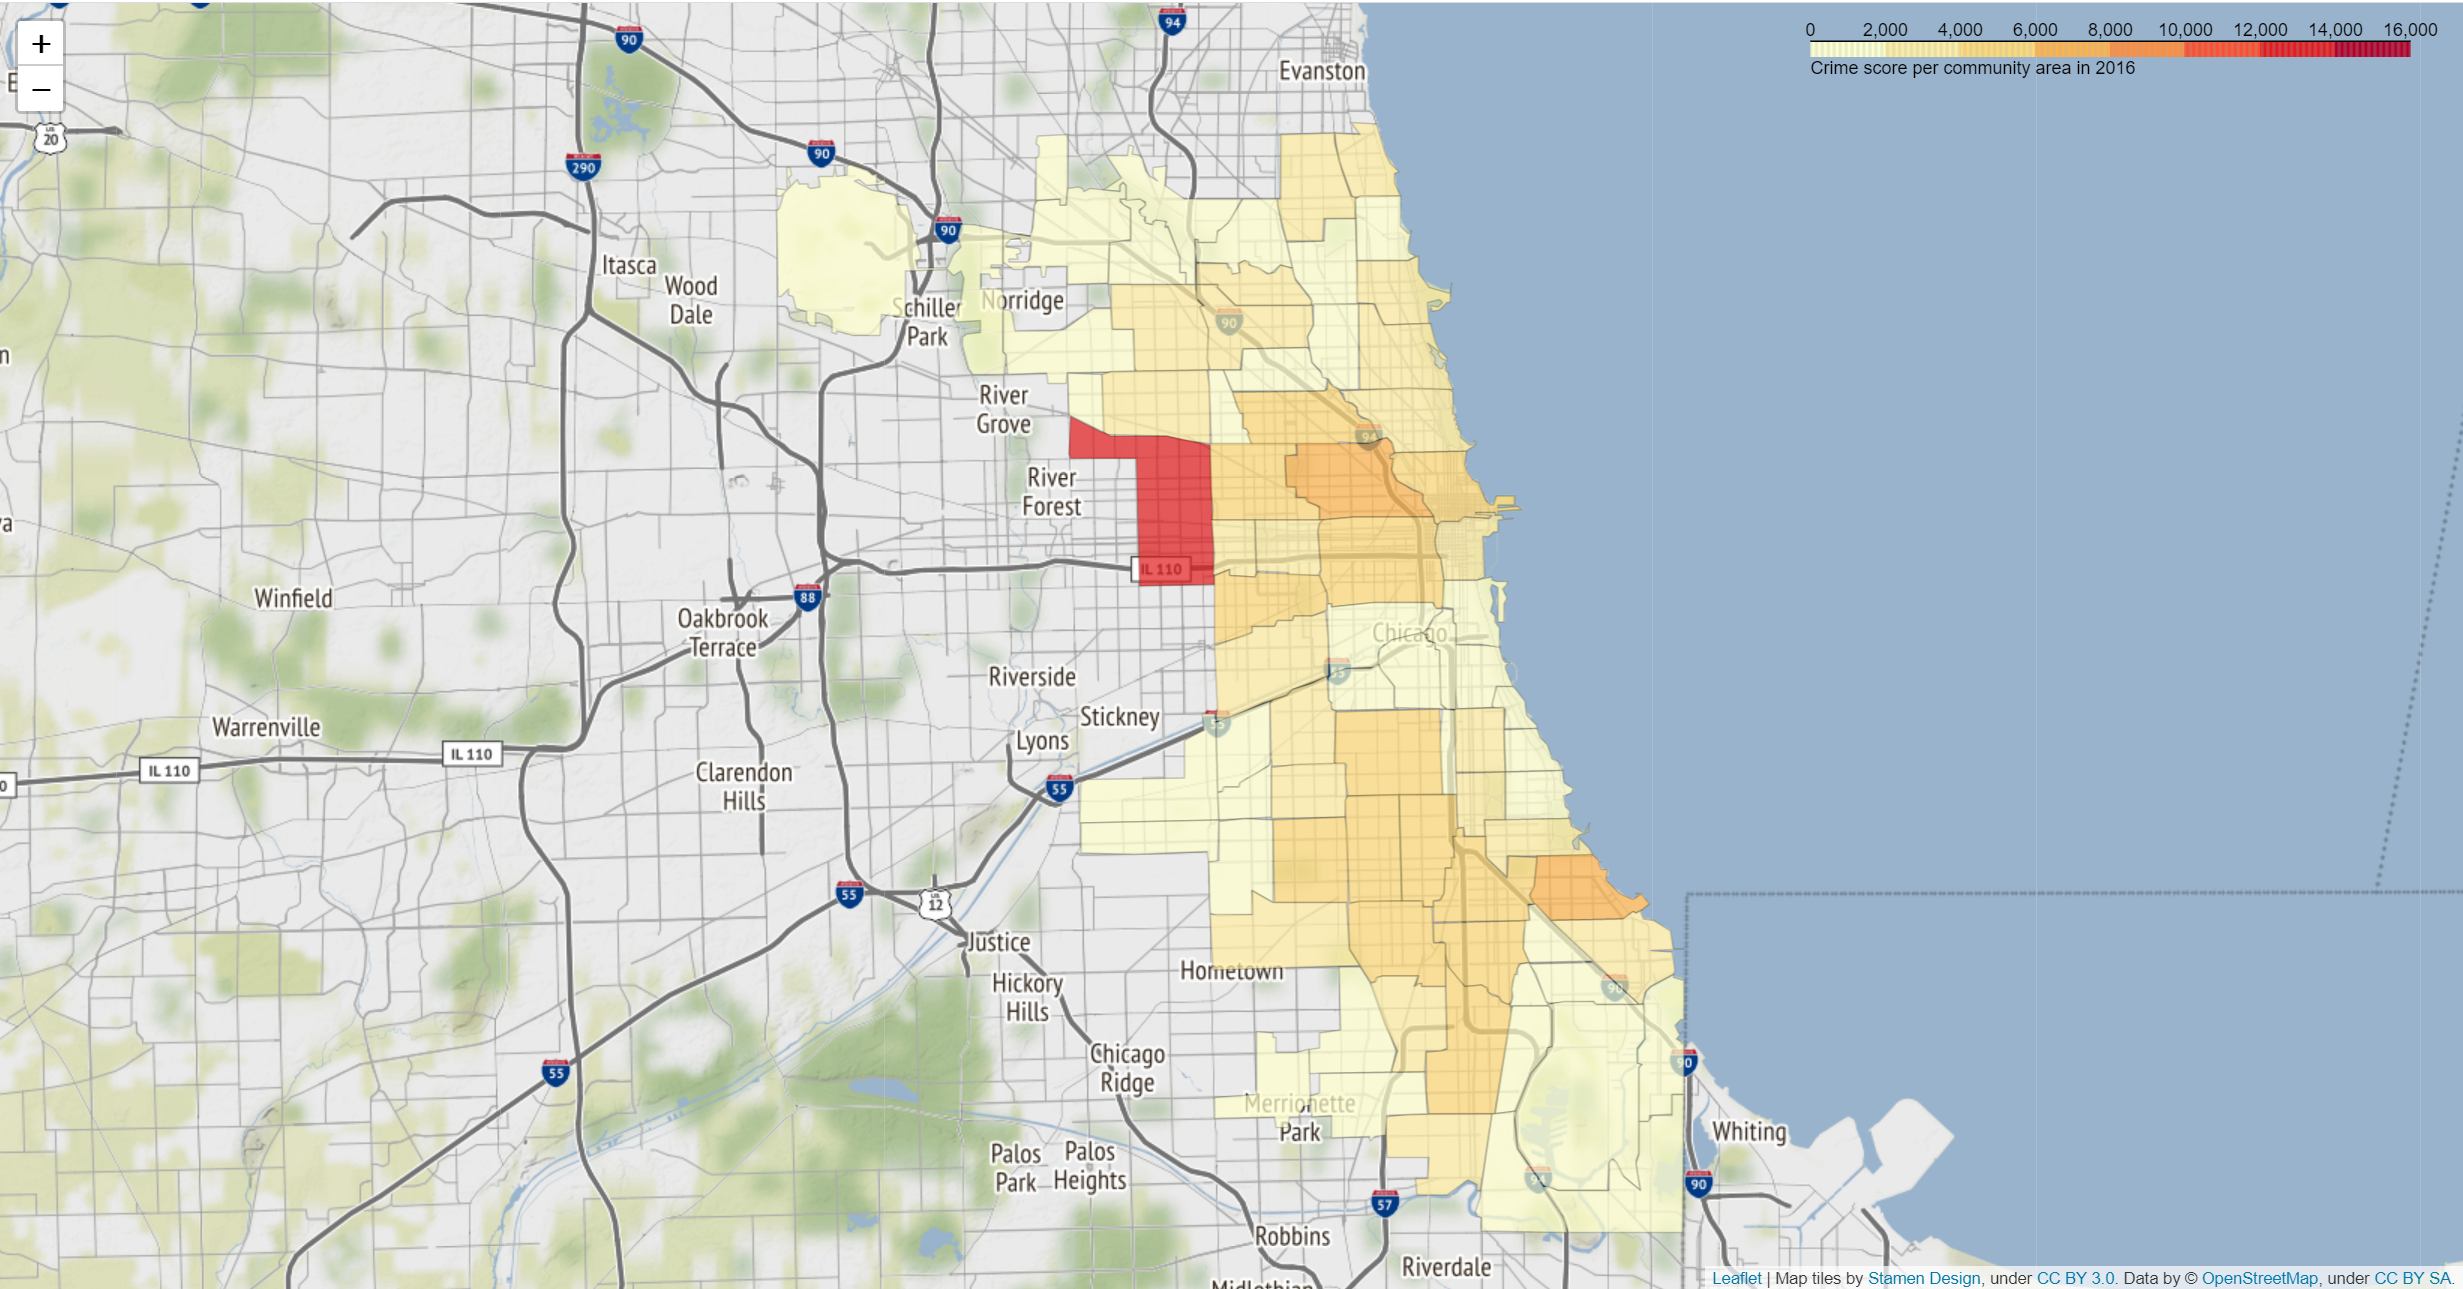 +
−
0 2,000 4,000 6,000 8,000 10,000 12,000 14,000 16,000
Crime score per community area in 2016
94
90
Evanston
E
US
20
90
290
90
Itasca
Wood
Dale
Schiller
Park
Norridge
90
n
River
Grove
94
River
Forest
a
IL 110
Winfield
88
Oakbrook
Terrace
Chicago
Riverside
55
Stickney
55
Warrenville
Lyons
IL 110
IL 110
0
Clarendon
Hills
55
55
US
12
Justice
Hometown
Hickory
Hills
90
Chicago
Ridge
90
55
Merrionette
Park
Whiting
Palos
Park
Palos
Heights
94
90
57
Robbins
Riverdale
Midlothian
Leaflet | Map tiles by Stamen Design, under CC BY 3.0. Data by © OpenStreetMap, under CC BY SA.